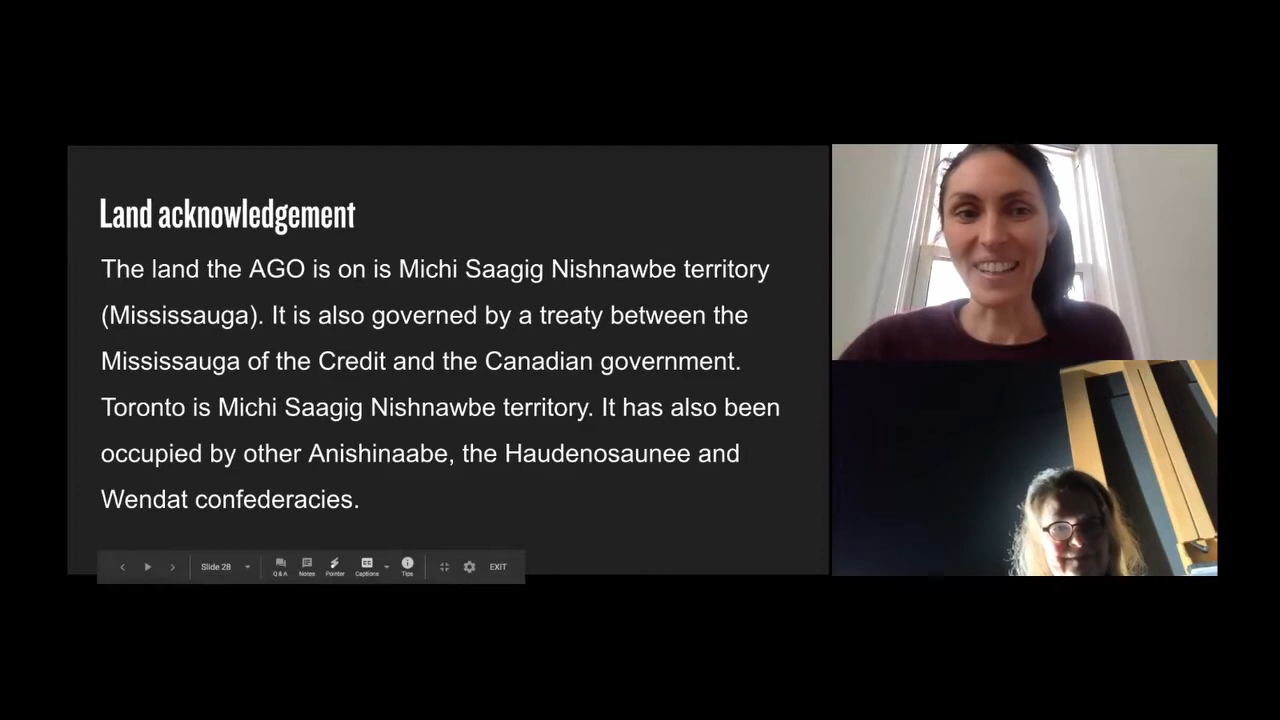 Land acknowledgement
The land the AGO is on is Michi Saagig Nishnawbe territory
(Mississauga). It is also governed by a treaty between the
Mississauga of the Credit and the Canadian government.
Toronto is Michi Saagig Nishnawbe territory. It has also been
occupied by other Anishinaabe, the Haudenosaunee and
Wendat confederacies.
Slide 28 Q&A Notes Pointer Captions Tips EXIT